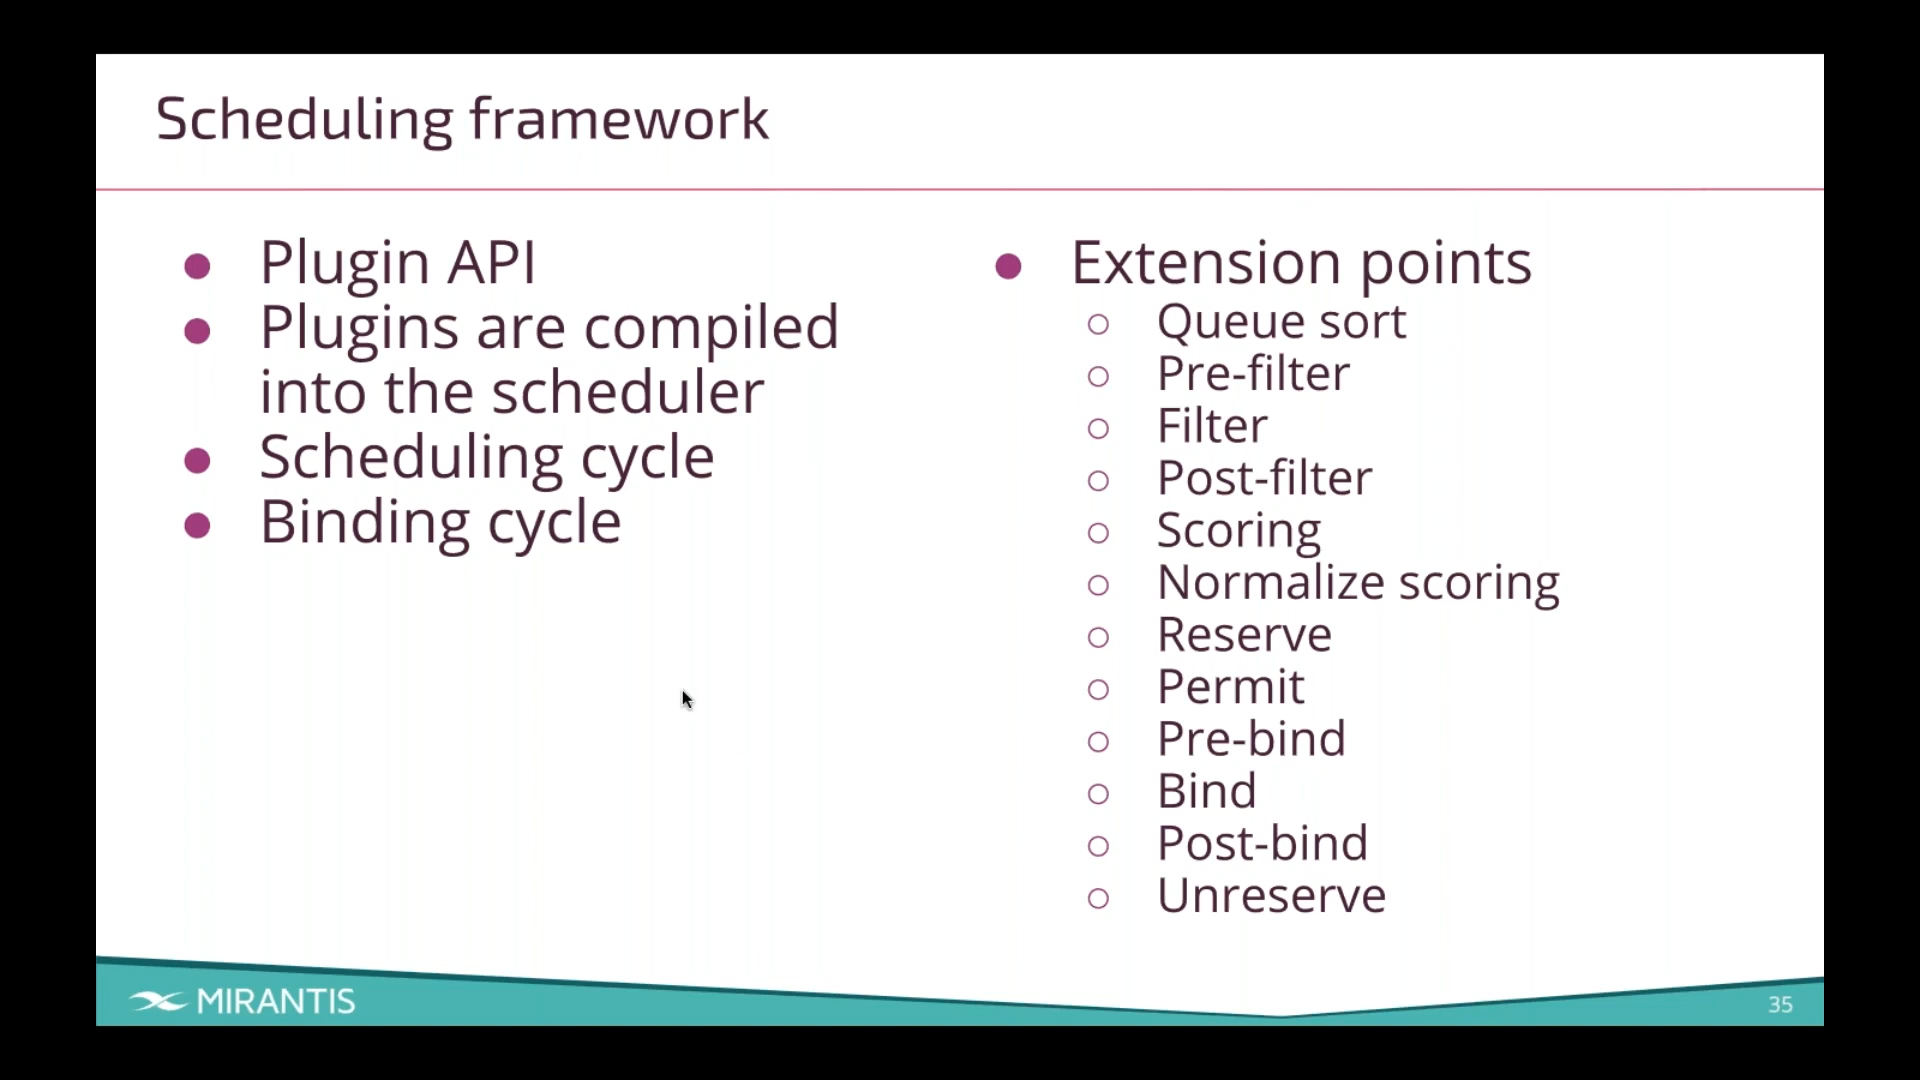 Scheduling framework
● Plugin API
● Plugins are compiled
into the scheduler
● Scheduling cycle
● Binding cycle
● Extension points
○ Queue sort
○ Pre-filter
○ Filter
○ Post-filter
○ Scoring
○ Normalize scoring
○ Reserve
○ Permit
○ Pre-bind
○ Bind
○ Post-bind
○ Unreserve
MIRANTIS
35